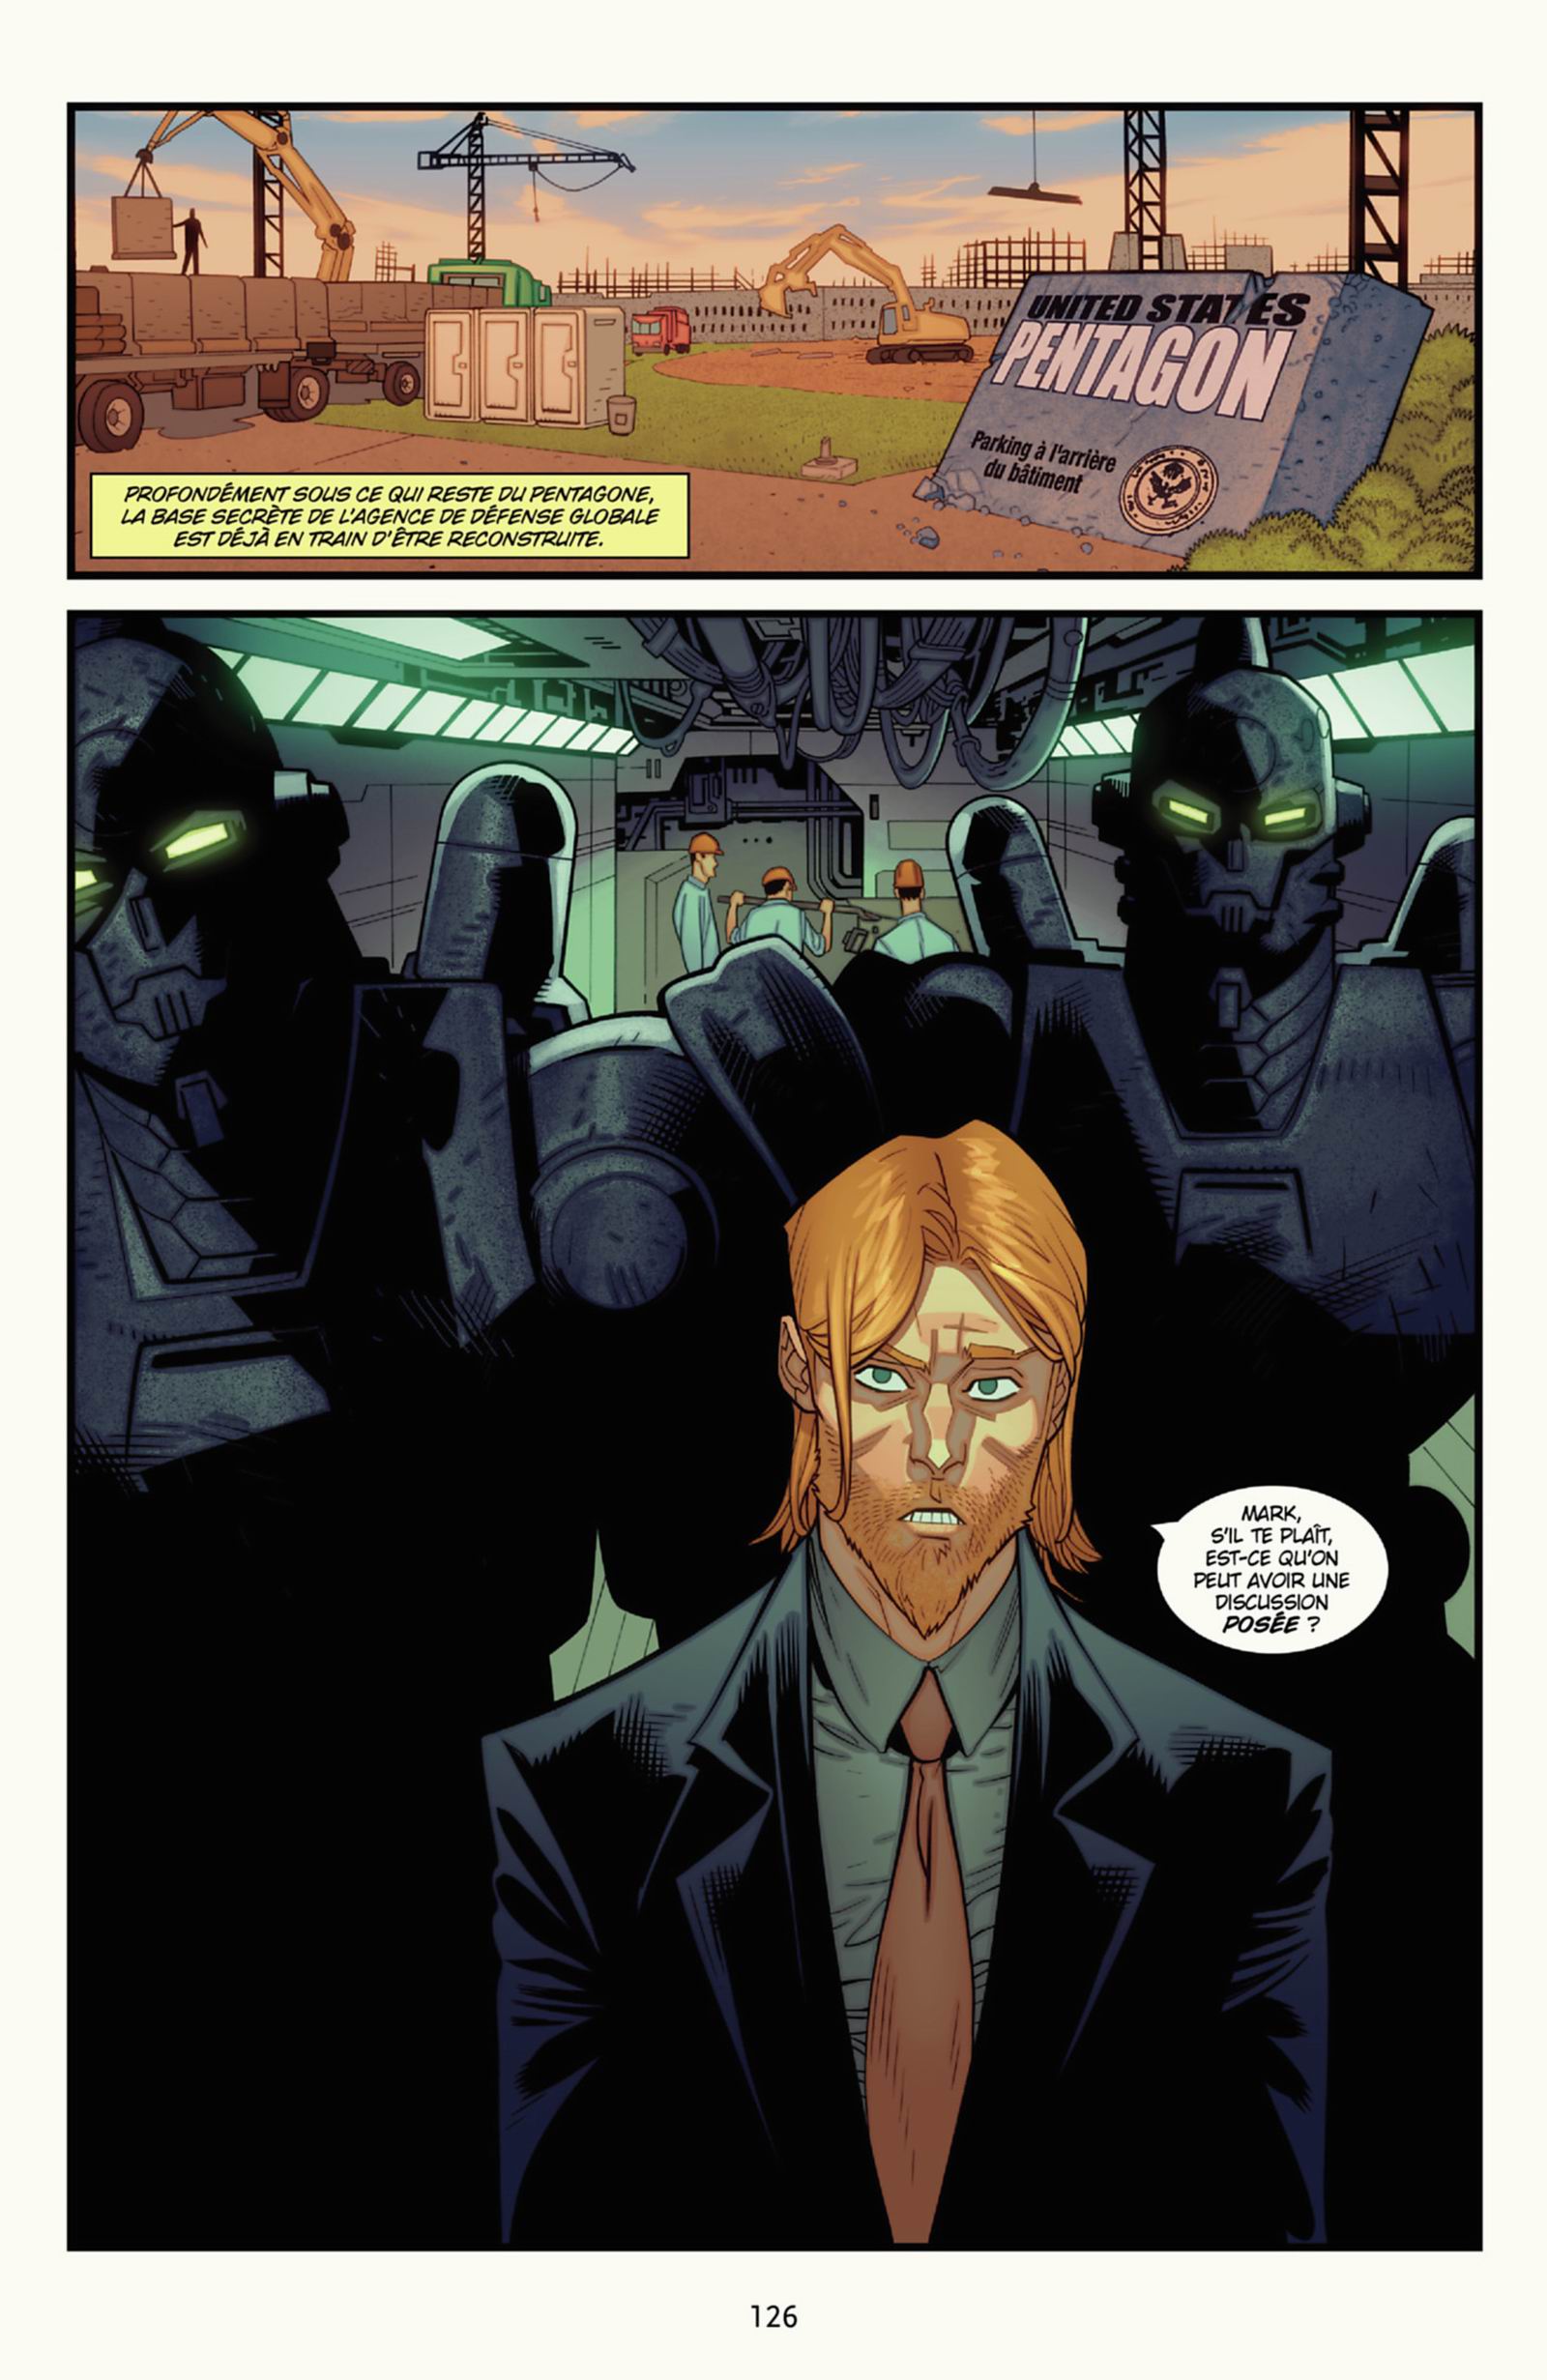 UNITED STATES
PENTAGON
Parking à l'arrière
du bâtiment
PROFONDÉMENT SOUS CE QUI RESTE DU PENTAGONE,
LA BASE SECRÈTE DE L'AGENCE DE DÉFENSE GLOBALE
EST DÉJÀ EN TRAIN D'ÊTRE RECONSTRUITE.
MARK,
S'IL TE PLAÎT,
EST-CE QU'ON
PEUT AVOIR UNE
DISCUSSION
POSÉE ?
126